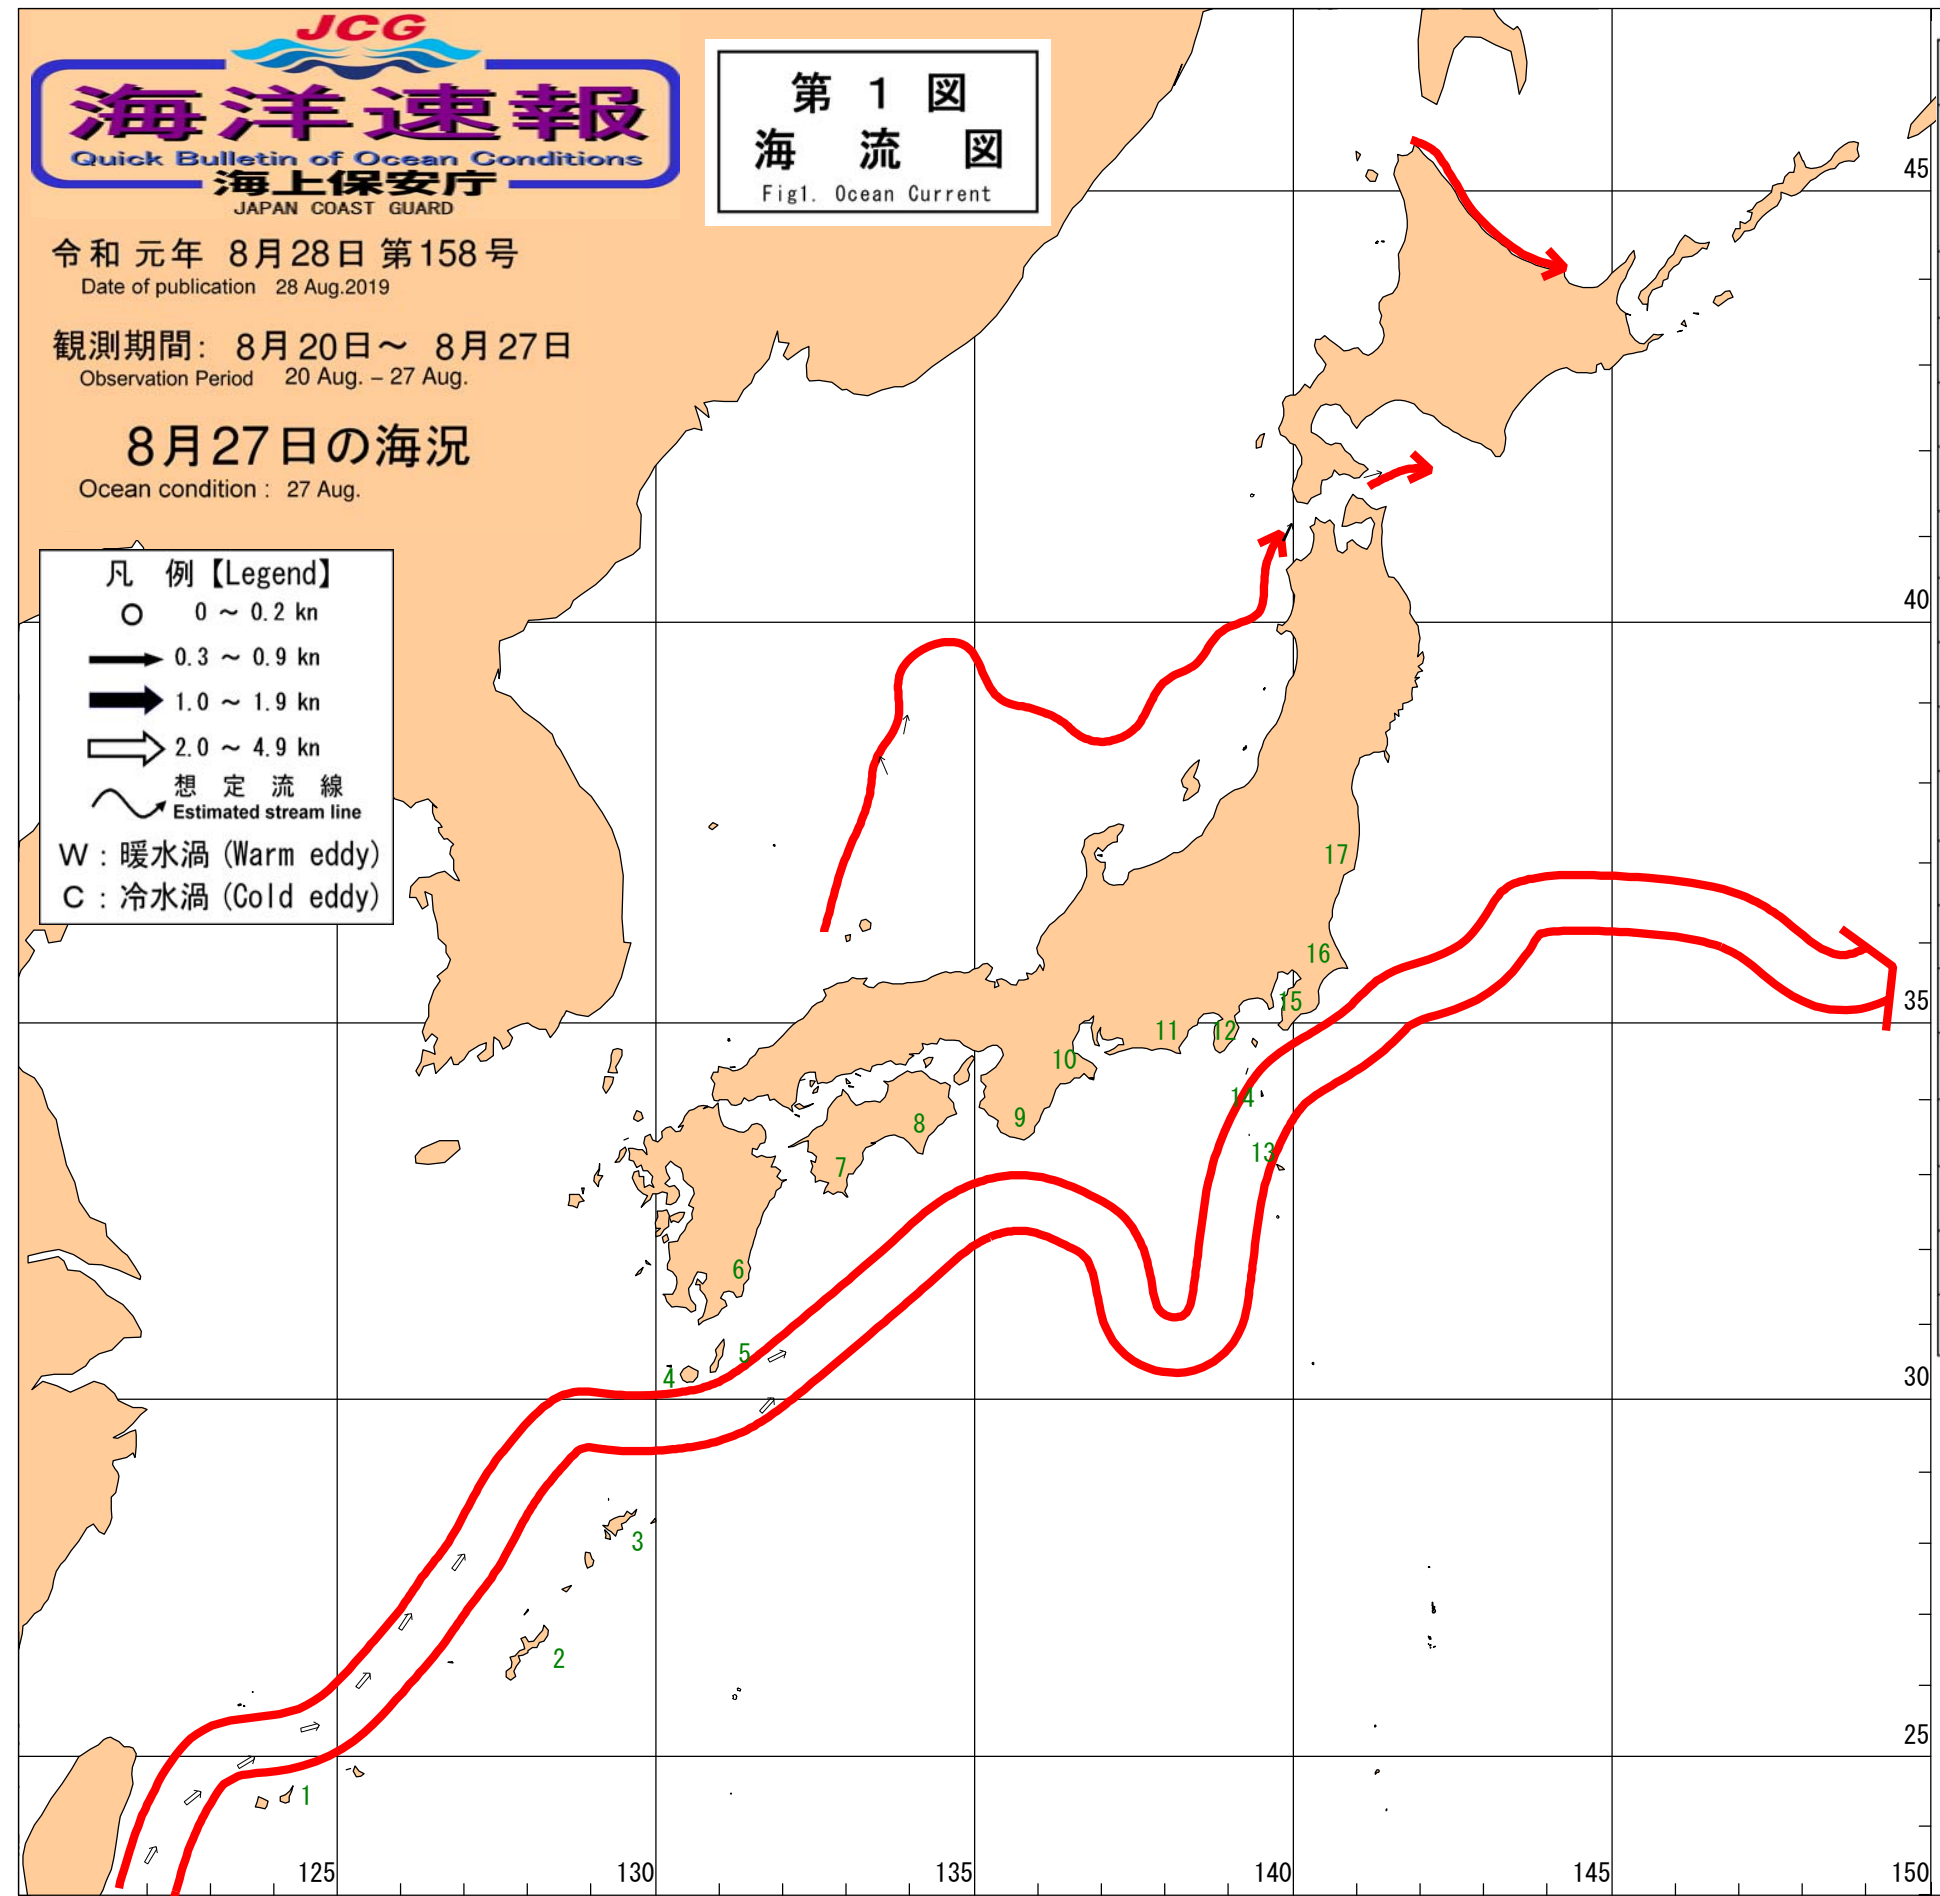 JCG
海洋速報
Quick Bulletin of Ocean Conditions
海上保安庁
JAPAN COAST GUARD
第 1 図
海 流 図
Fig1. Ocean Current
令和 元年 8月28日 第158号
Date of publication 28 Aug.2019
観測期間: 8月20日～ 8月27日
Observation Period 20 Aug. – 27 Aug.
8月27日の海況
Ocean condition : 27 Aug.
凡 例【Legend】
0 ～ 0.2 kn
0.3 ～ 0.9 kn
1.0 ～ 1.9 kn
2.0 ～ 4.9 kn
想 定 流 線
Estimated stream line
W : 暖水渦 (Warm eddy)
C : 冷水渦 (Cold eddy)
45
40
17
16
35
15
12
11
10
14
9
8
13
7
6
5
4
30
3
2
25
1
125
130
135
140
145
150